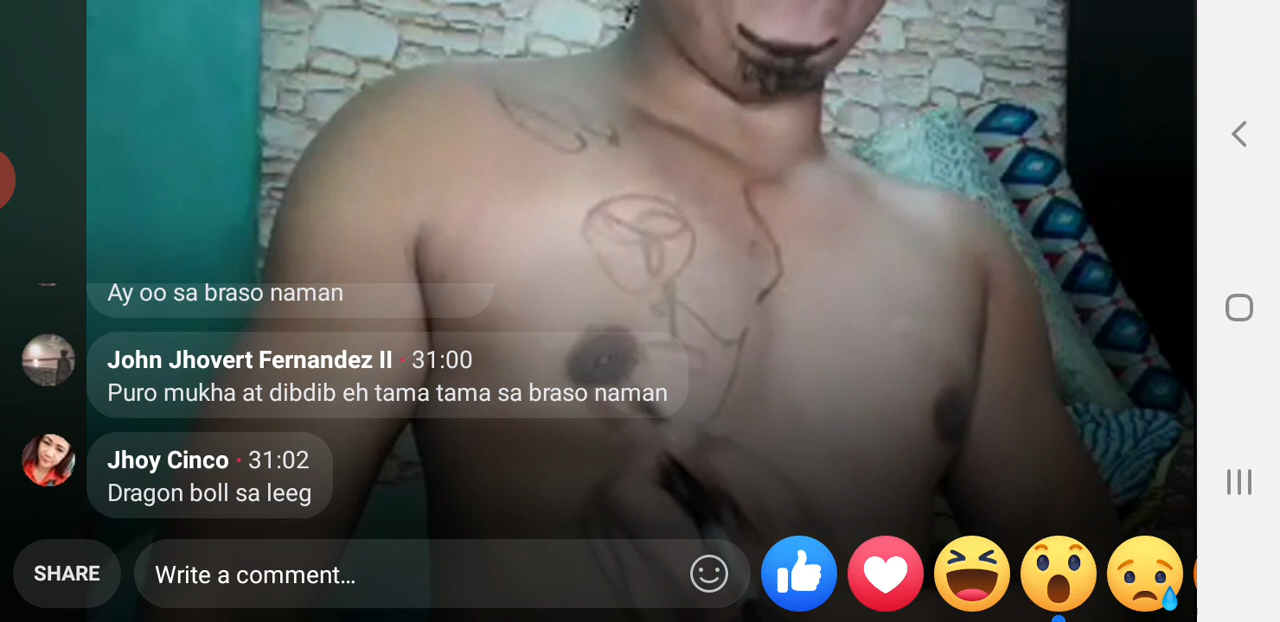 Ay oo sa braso naman
John Jhovert Fernandez II · 31:00
Puro mukha at dibdib eh tama tama sa braso naman
Jhoy Cinco · 31:02
Dragon boll sa leeg
SHARE
Write a comment...